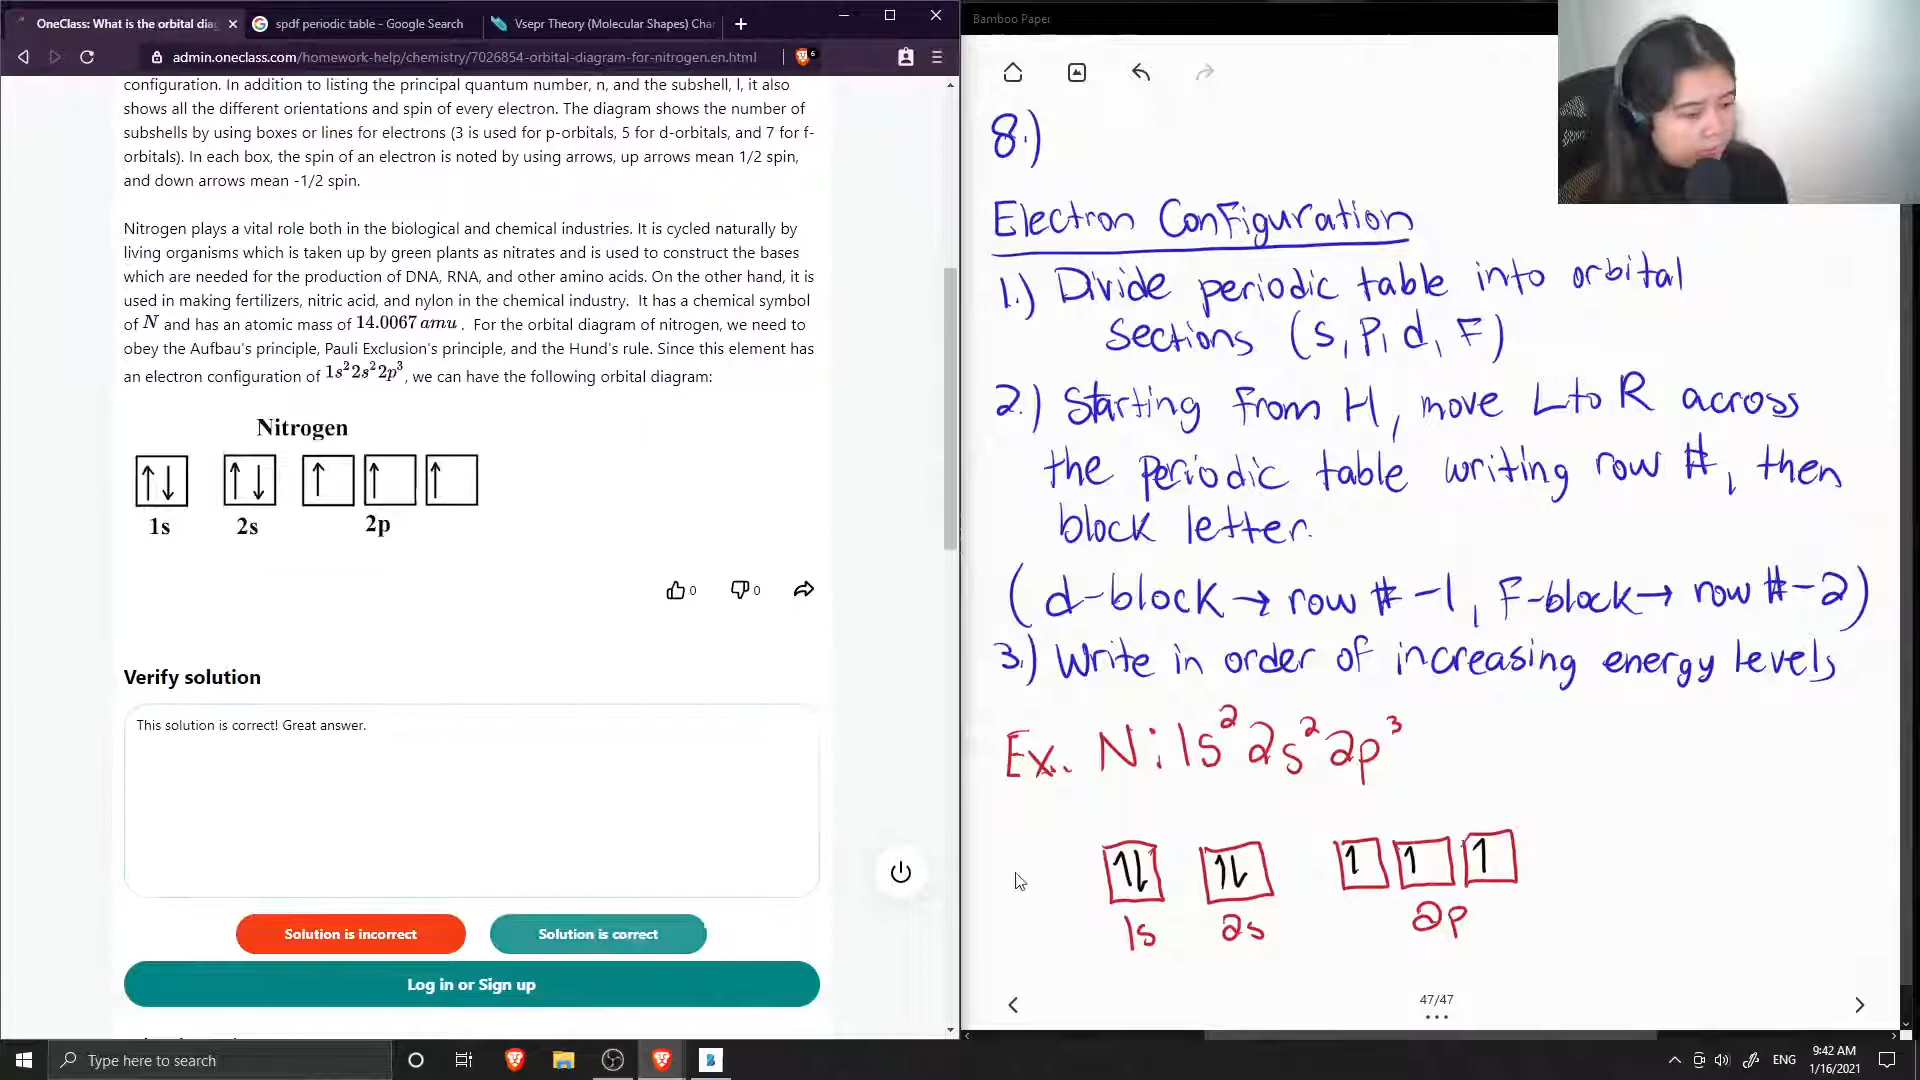 OneClass: What is the orbital dia
spdf periodic table - Google Search
Vsepr Theory (Molecular Shapes) Cha
admin.oneclass.com/homework-help/chemistry/7026854-orbital-diagram-for-nitrogen.en.html
6
configuration. In addition to listing the principal quantum number, n, and the subshell, l, it also
shows all the different orientations and spin of every electron. The diagram shows the number of
subshells by using boxes or lines for electrons (3 is used for p-orbitals, 5 for d-orbitals, and 7 for f-
orbitals). In each box, the spin of an electron is noted by using arrows, up arrows mean 1/2 spin,
and down arrows mean -1/2 spin.
Nitrogen plays a vital role both in the biological and chemical industries. It is cycled naturally by
living organisms which is taken up by green plants as nitrates and is used to construct the bases
which are needed for the production of DNA, RNA, and other amino acids. On the other hand, it is
used in making fertilizers, nitric acid, and nylon in the chemical industry.  It has a chemical symbol
of N and has an atomic mass of 14.0067 amu .  For the orbital diagram of nitrogen, we need to
obey the Aufbau's principle, Pauli Exclusion's principle, and the Hund's rule. Since this element has
an electron configuration of 1s²2s²2p³, we can have the following orbital diagram:
Nitrogen
↑↓ ↑↓ ↑ ↑ ↑
1s 2s 2p
0 0
Verify solution
This solution is correct! Great answer.
Solution is incorrect Solution is correct
Log in or Sign up
Bamboo Paper
8.)
Electron Configuration
1.) Divide periodic table into orbital
sections (s, p, d, F)
2.) Starting from H, move L to R across
the periodic table writing row #, then
block letter.
(d-block → row # -1, F-block → row # -2)
3.) Write in order of increasing energy levels
Ex. N: 1s² 2s² 2p³
↿⇂ ↿⇂ ↿ ↿ ↿
1s 2s 2p
47/47
Type here to search
ENG
9:42 AM
1/16/2021